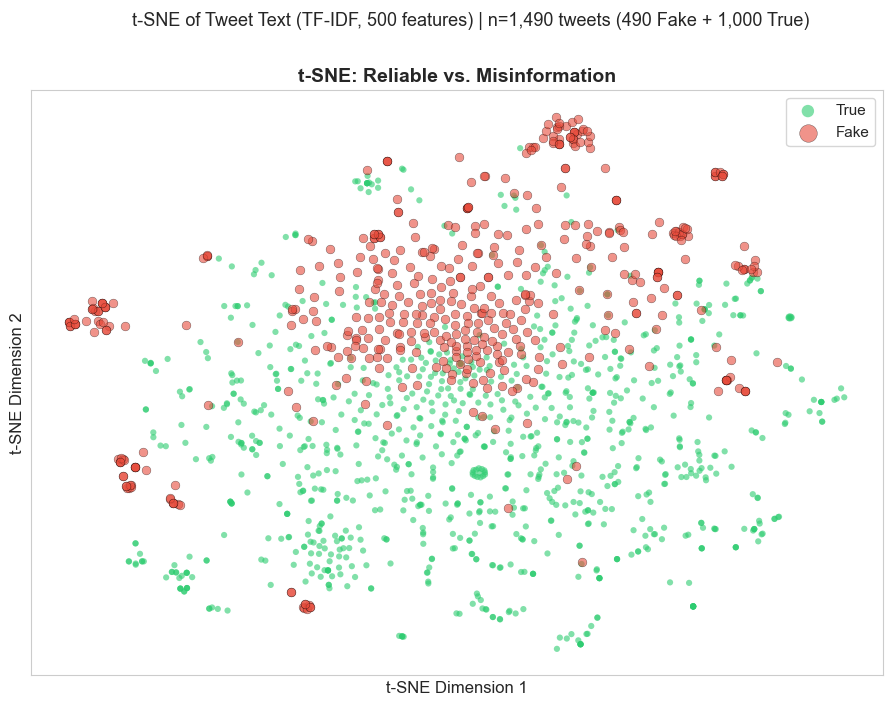 t-SNE of Tweet Text (TF-IDF, 500 features) | n=1,490 tweets (490 Fake + 1,000 True)
t-SNE: Reliable vs. Misinformation
True
Fake
t-SNE Dimension 2
t-SNE Dimension 1